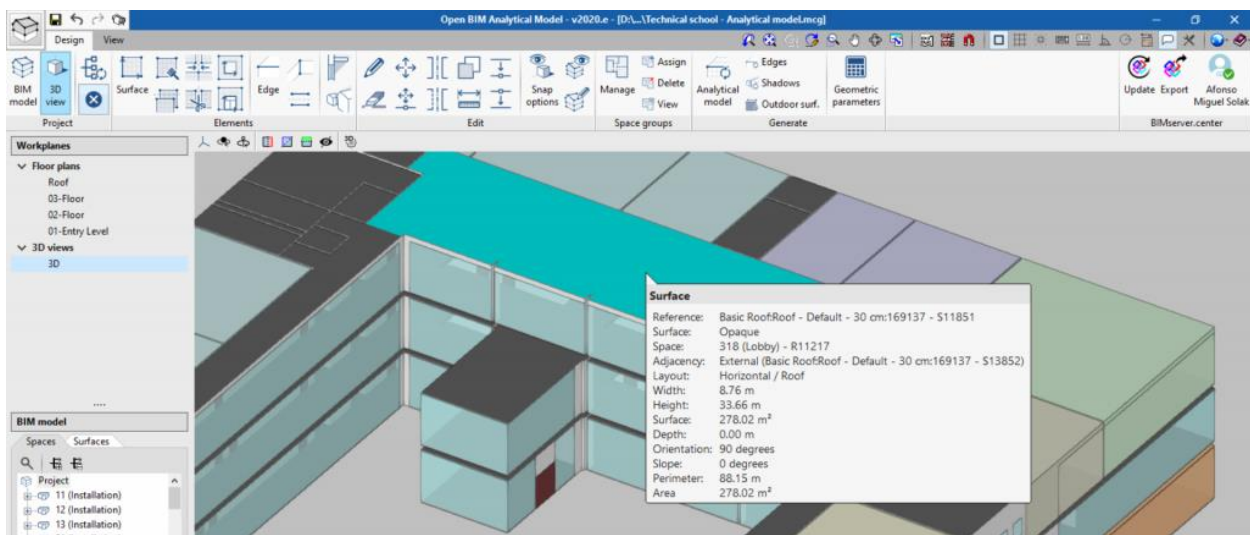 Open BIM Analytical Model - v2020.e - [D:\...\Technical school - Analytical model.mcg]
Design View
BIM model
3D view
Surface
Edge
Snap options
Manage
Assign
Delete
View
Analytical model
Edges
Shadows
Outdoor surf.
Geometric parameters
Update
Export
Afonso Miguel Solak
Project
Elements
Edit
Space groups
Generate
BIMserver.center
Workplanes
Floor plans
Roof
03-Floor
02-Floor
01-Entry Level
3D views
3D
BIM model
Spaces Surfaces
Project
11 (Installation)
12 (Installation)
13 (Installation)
Surface
Reference: Basic Roof:Roof - Default - 30 cm:169137 - S11851
Surface: Opaque
Space: 318 (Lobby) - R11217
Adjacency: External (Basic Roof:Roof - Default - 30 cm:169137 - S13852)
Layout: Horizontal / Roof
Width: 8.76 m
Height: 33.66 m
Surface: 278.02 m²
Depth: 0.00 m
Orientation: 90 degrees
Slope: 0 degrees
Perimeter: 88.15 m
Area 278.02 m²